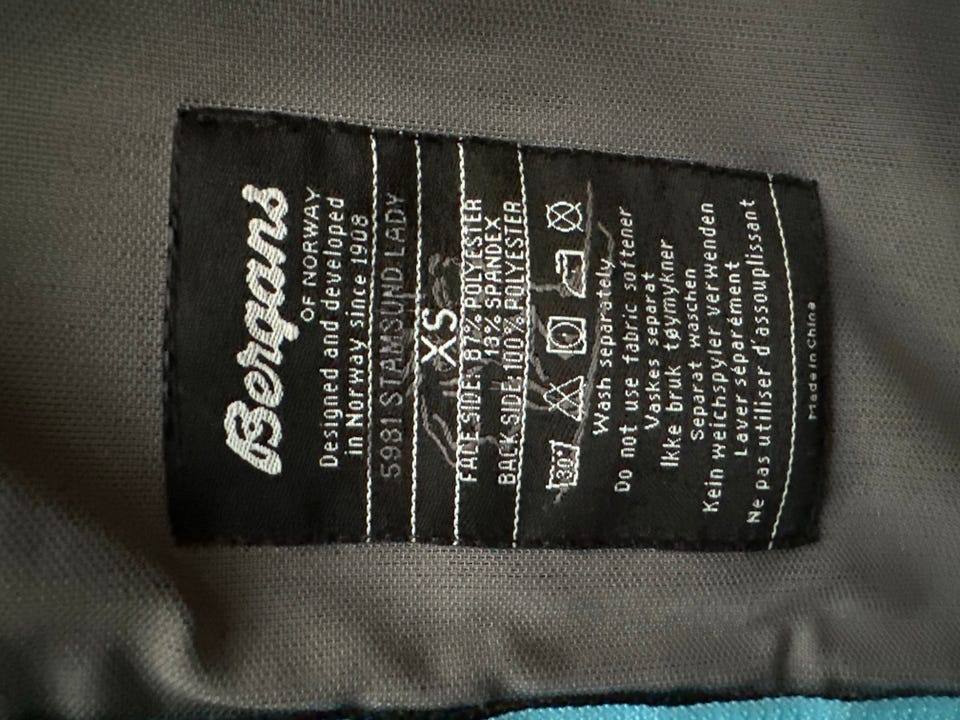 Bergans
OF NORWAY
Designed and developed
in Norway since 1908
5981 STAMSUND LADY
XS
FACE SIDE: 87% POLYESTER
13% SPANDEX
BACK SIDE: 100% POLYESTER
30°
Wash separately
Do not use fabric softener
Vaskes separat
Ikke bruk tøymykner
Separat waschen
Kein weichspyler verwenden
Laver séparément
Ne pas utiliser d'assouplissant
Made in China